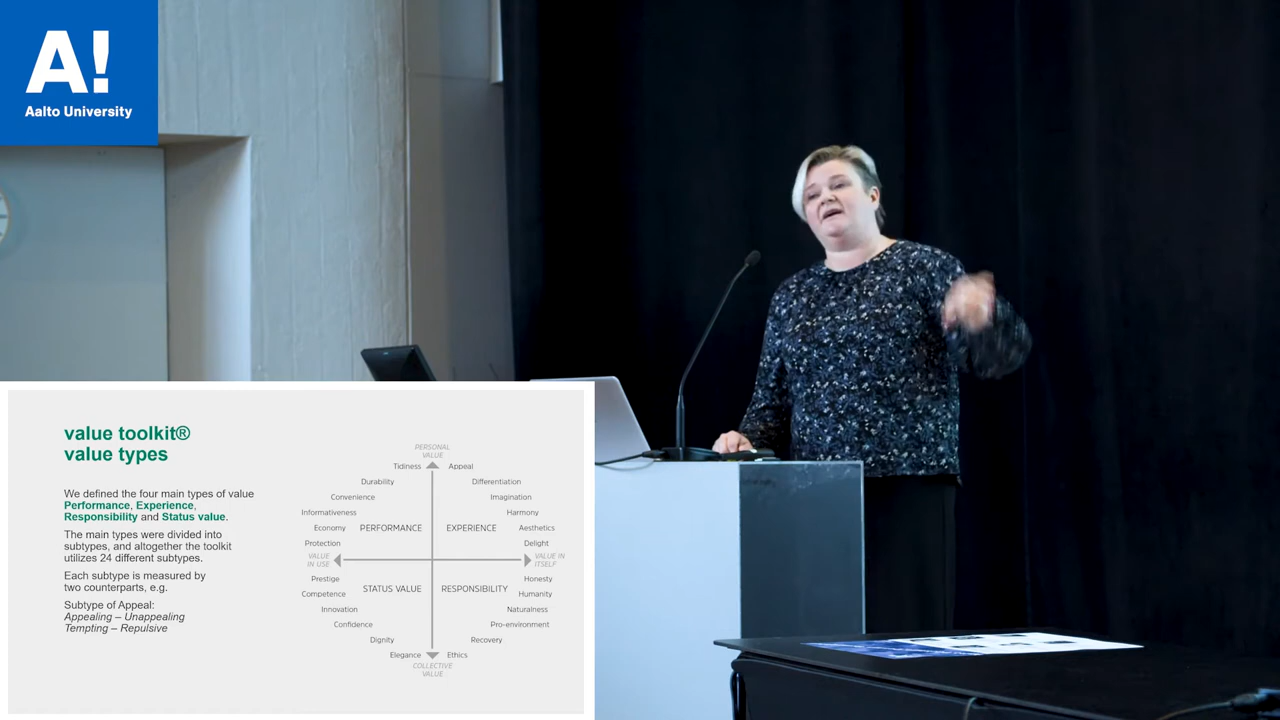 A!
Aalto University
value toolkit®
value types
We defined the four main types of value
Performance, Experience,
Responsibility and Status value.
The main types were divided into
subtypes, and altogether the toolkit
utilizes 24 different subtypes.
Each subtype is measured by
two counterparts, e.g.
Subtype of Appeal:
Appealing – Unappealing
Tempting – Repulsive
PERSONAL
VALUE
Tidiness Appeal
Durability Differentiation
Convenience Imagination
Informativeness Harmony
Economy PERFORMANCE EXPERIENCE Aesthetics
Protection Delight
VALUE
IN USE
VALUE IN
ITSELF
Prestige Honesty
Competence STATUS VALUE RESPONSIBILITY Humanity
Innovation Naturalness
Confidence Pro-environment
Dignity Recovery
Elegance Ethics
COLLECTIVE
VALUE